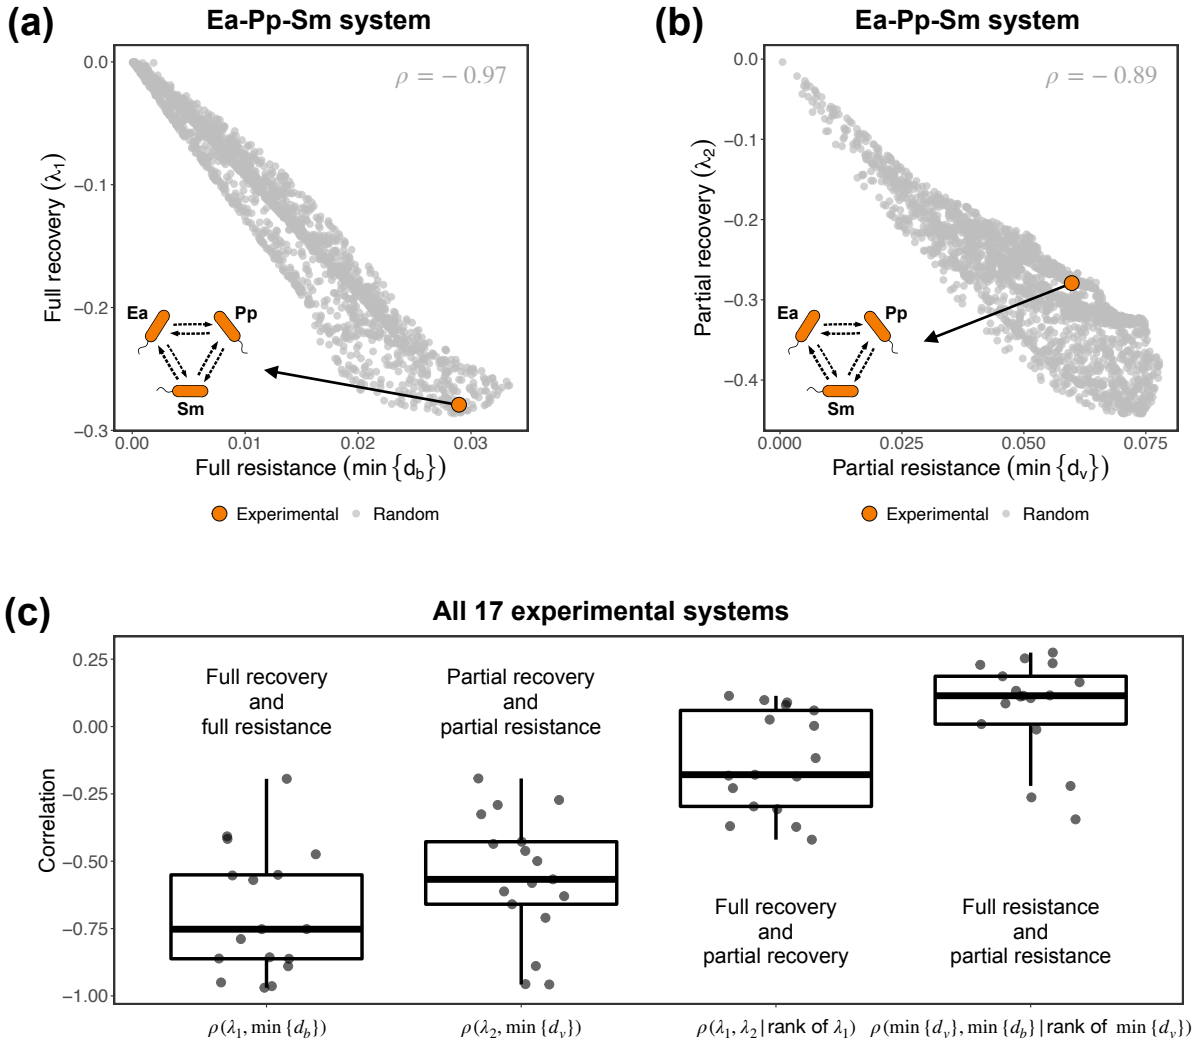 (a)
Ea-Pp-Sm system
ρ = − 0.97
0.0
−0.1
−0.2
−0.3
Full recovery (λ1)
Ea
Pp
Sm
0.00
0.01
0.02
0.03
Full resistance (min {db})
Experimental
Random
(b)
Ea-Pp-Sm system
ρ = − 0.89
0.0
−0.1
−0.2
−0.3
−0.4
Partial recovery (λ2)
Ea
Pp
Sm
0.000
0.025
0.050
0.075
Partial resistance (min {dv})
Experimental
Random
(c)
All 17 experimental systems
0.25
0.00
−0.25
−0.50
−0.75
−1.00
Correlation
Full recovery
and
full resistance
Partial recovery
and
partial resistance
Full recovery
and
partial recovery
Full resistance
and
partial resistance
ρ(λ1, min {db})
ρ(λ2, min {dv})
ρ(λ1, λ2 | rank of λ1)
ρ(min {dv}, min {db} | rank of min {dv})